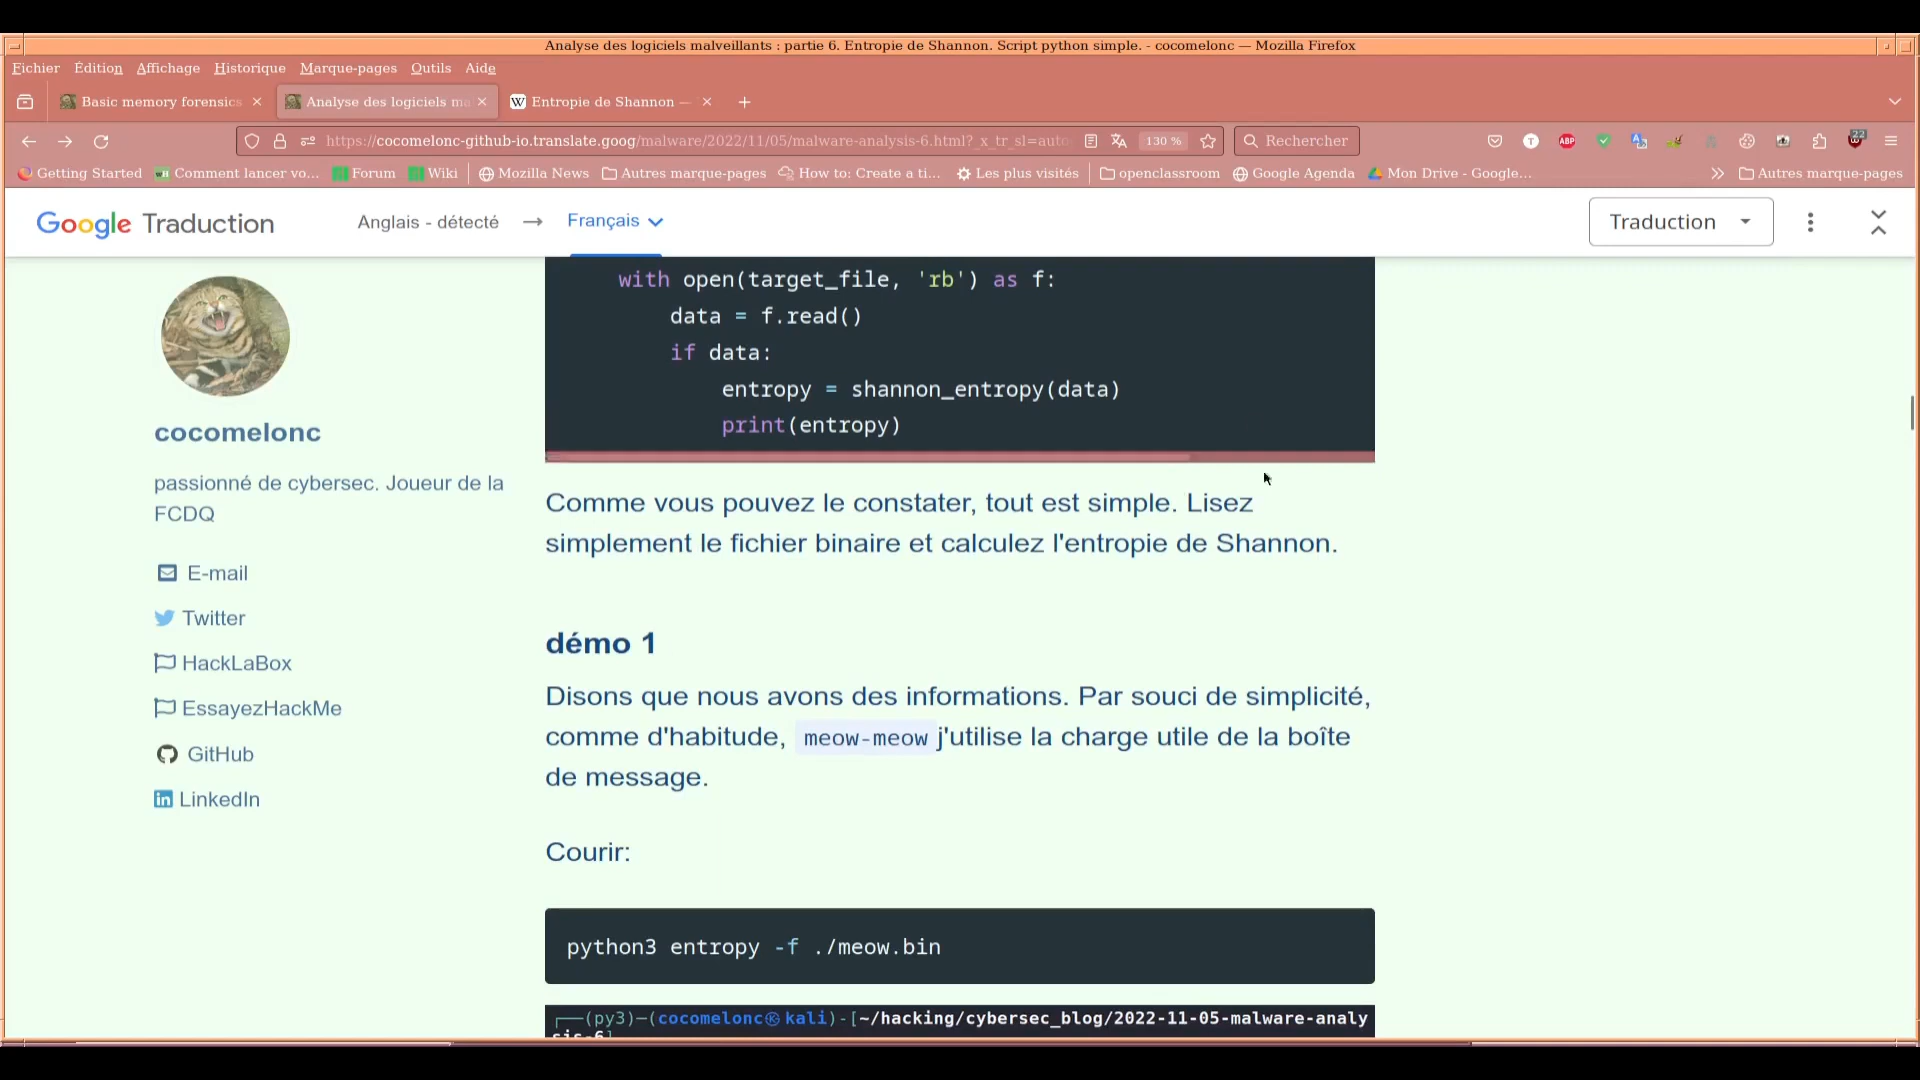 Analyse des logiciels malveillants : partie 6. Entropie de Shannon. Script python simple. - cocomelonc — Mozilla Firefox
Fichier Édition Affichage Historique Marque-pages Outils Aide
Basic memory forensics
Analyse des logiciels ma
Entropie de Shannon —
https://cocomelonc-github-io.translate.goog/malware/2022/11/05/malware-analysis-6.html?_x_tr_sl=auto
130 %
Rechercher
ABP
22
Getting Started
Comment lancer vo...
Forum
Wiki
Mozilla News
Autres marque-pages
How to: Create a ti...
Les plus visités
openclassroom
Google Agenda
Mon Drive - Google...
Autres marque-pages
Google Traduction
Anglais - détecté → Français
Traduction
with open(target_file, 'rb') as f:
data = f.read()
if data:
entropy = shannon_entropy(data)
print(entropy)
cocomelonc
passionné de cybersec. Joueur de la
FCDQ
E-mail
Twitter
HackLaBox
EssayezHackMe
GitHub
LinkedIn
Comme vous pouvez le constater, tout est simple. Lisez
simplement le fichier binaire et calculez l'entropie de Shannon.
démo 1
Disons que nous avons des informations. Par souci de simplicité,
comme d'habitude, meow-meow j'utilise la charge utile de la boîte
de message.
Courir:
python3 entropy -f ./meow.bin
┌──(py3)─(cocomelonc㉿kali)-[~/hacking/cybersec_blog/2022-11-05-malware-analy
sis-6]